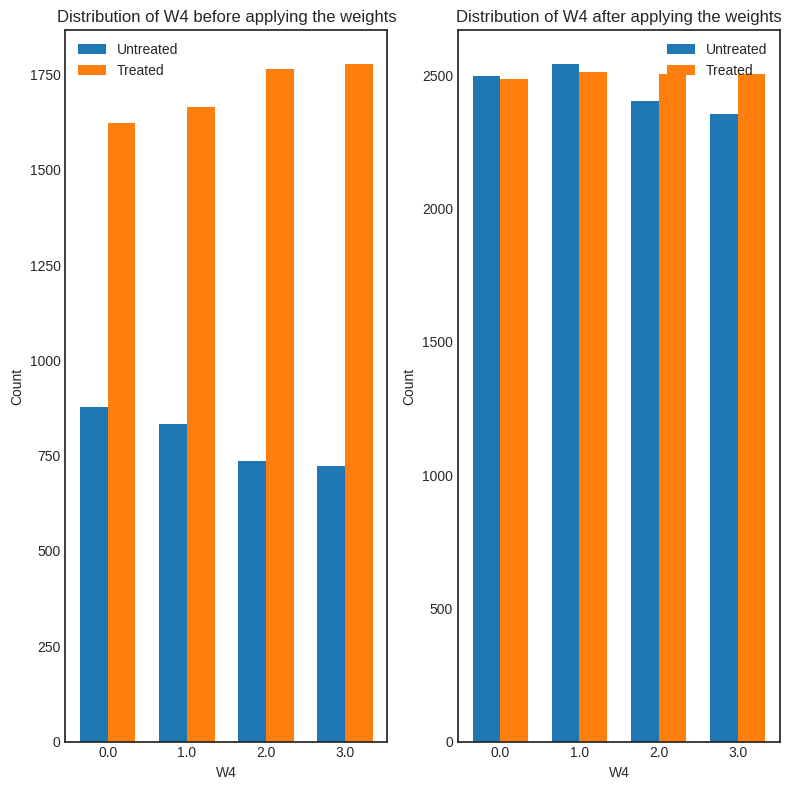 Distribution of W4 before applying the weights
Untreated
Treated
1750
1500
1250
1000
750
500
250
0
Count
0.0 1.0 2.0 3.0
W4
Distribution of W4 after applying the weights
Untreated
Treated
2500
2000
1500
1000
500
0
Count
0.0 1.0 2.0 3.0
W4